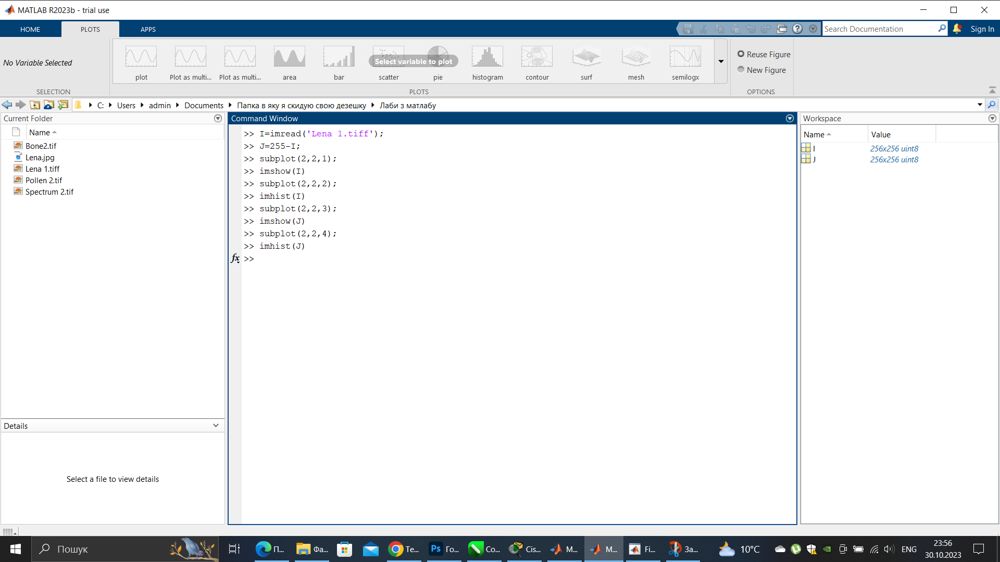 MATLAB R2023b - trial use
HOME PLOTS APPS
Search Documentation
Sign In
No Variable Selected
Select variable to plot
plot Plot as multi... Plot as multi... area bar scatter pie histogram contour surf mesh semilogx
Reuse Figure
New Figure
SELECTION PLOTS OPTIONS
C: Users admin Documents Папка в яку я скидую свою дезешку Лаби з матлабу
Current Folder
Name
Bone2.tif
Lena.jpg
Lena 1.tiff
Pollen 2.tif
Spectrum 2.tif
Details
Select a file to view details
Command Window
>> I=imread('Lena 1.tiff');
>> J=255-I;
>> subplot(2,2,1);
>> imshow(I)
>> subplot(2,2,2);
>> imhist(I)
>> subplot(2,2,3);
>> imshow(J)
>> subplot(2,2,4);
>> imhist(J)
fx >>
Workspace
Name Value
I 256x256 uint8
J 256x256 uint8
Пошук
П... Фа... Te... Ps Го... Co... Cis... M... M... Fi... За...
10°C
ENG
23:56
30.10.2023